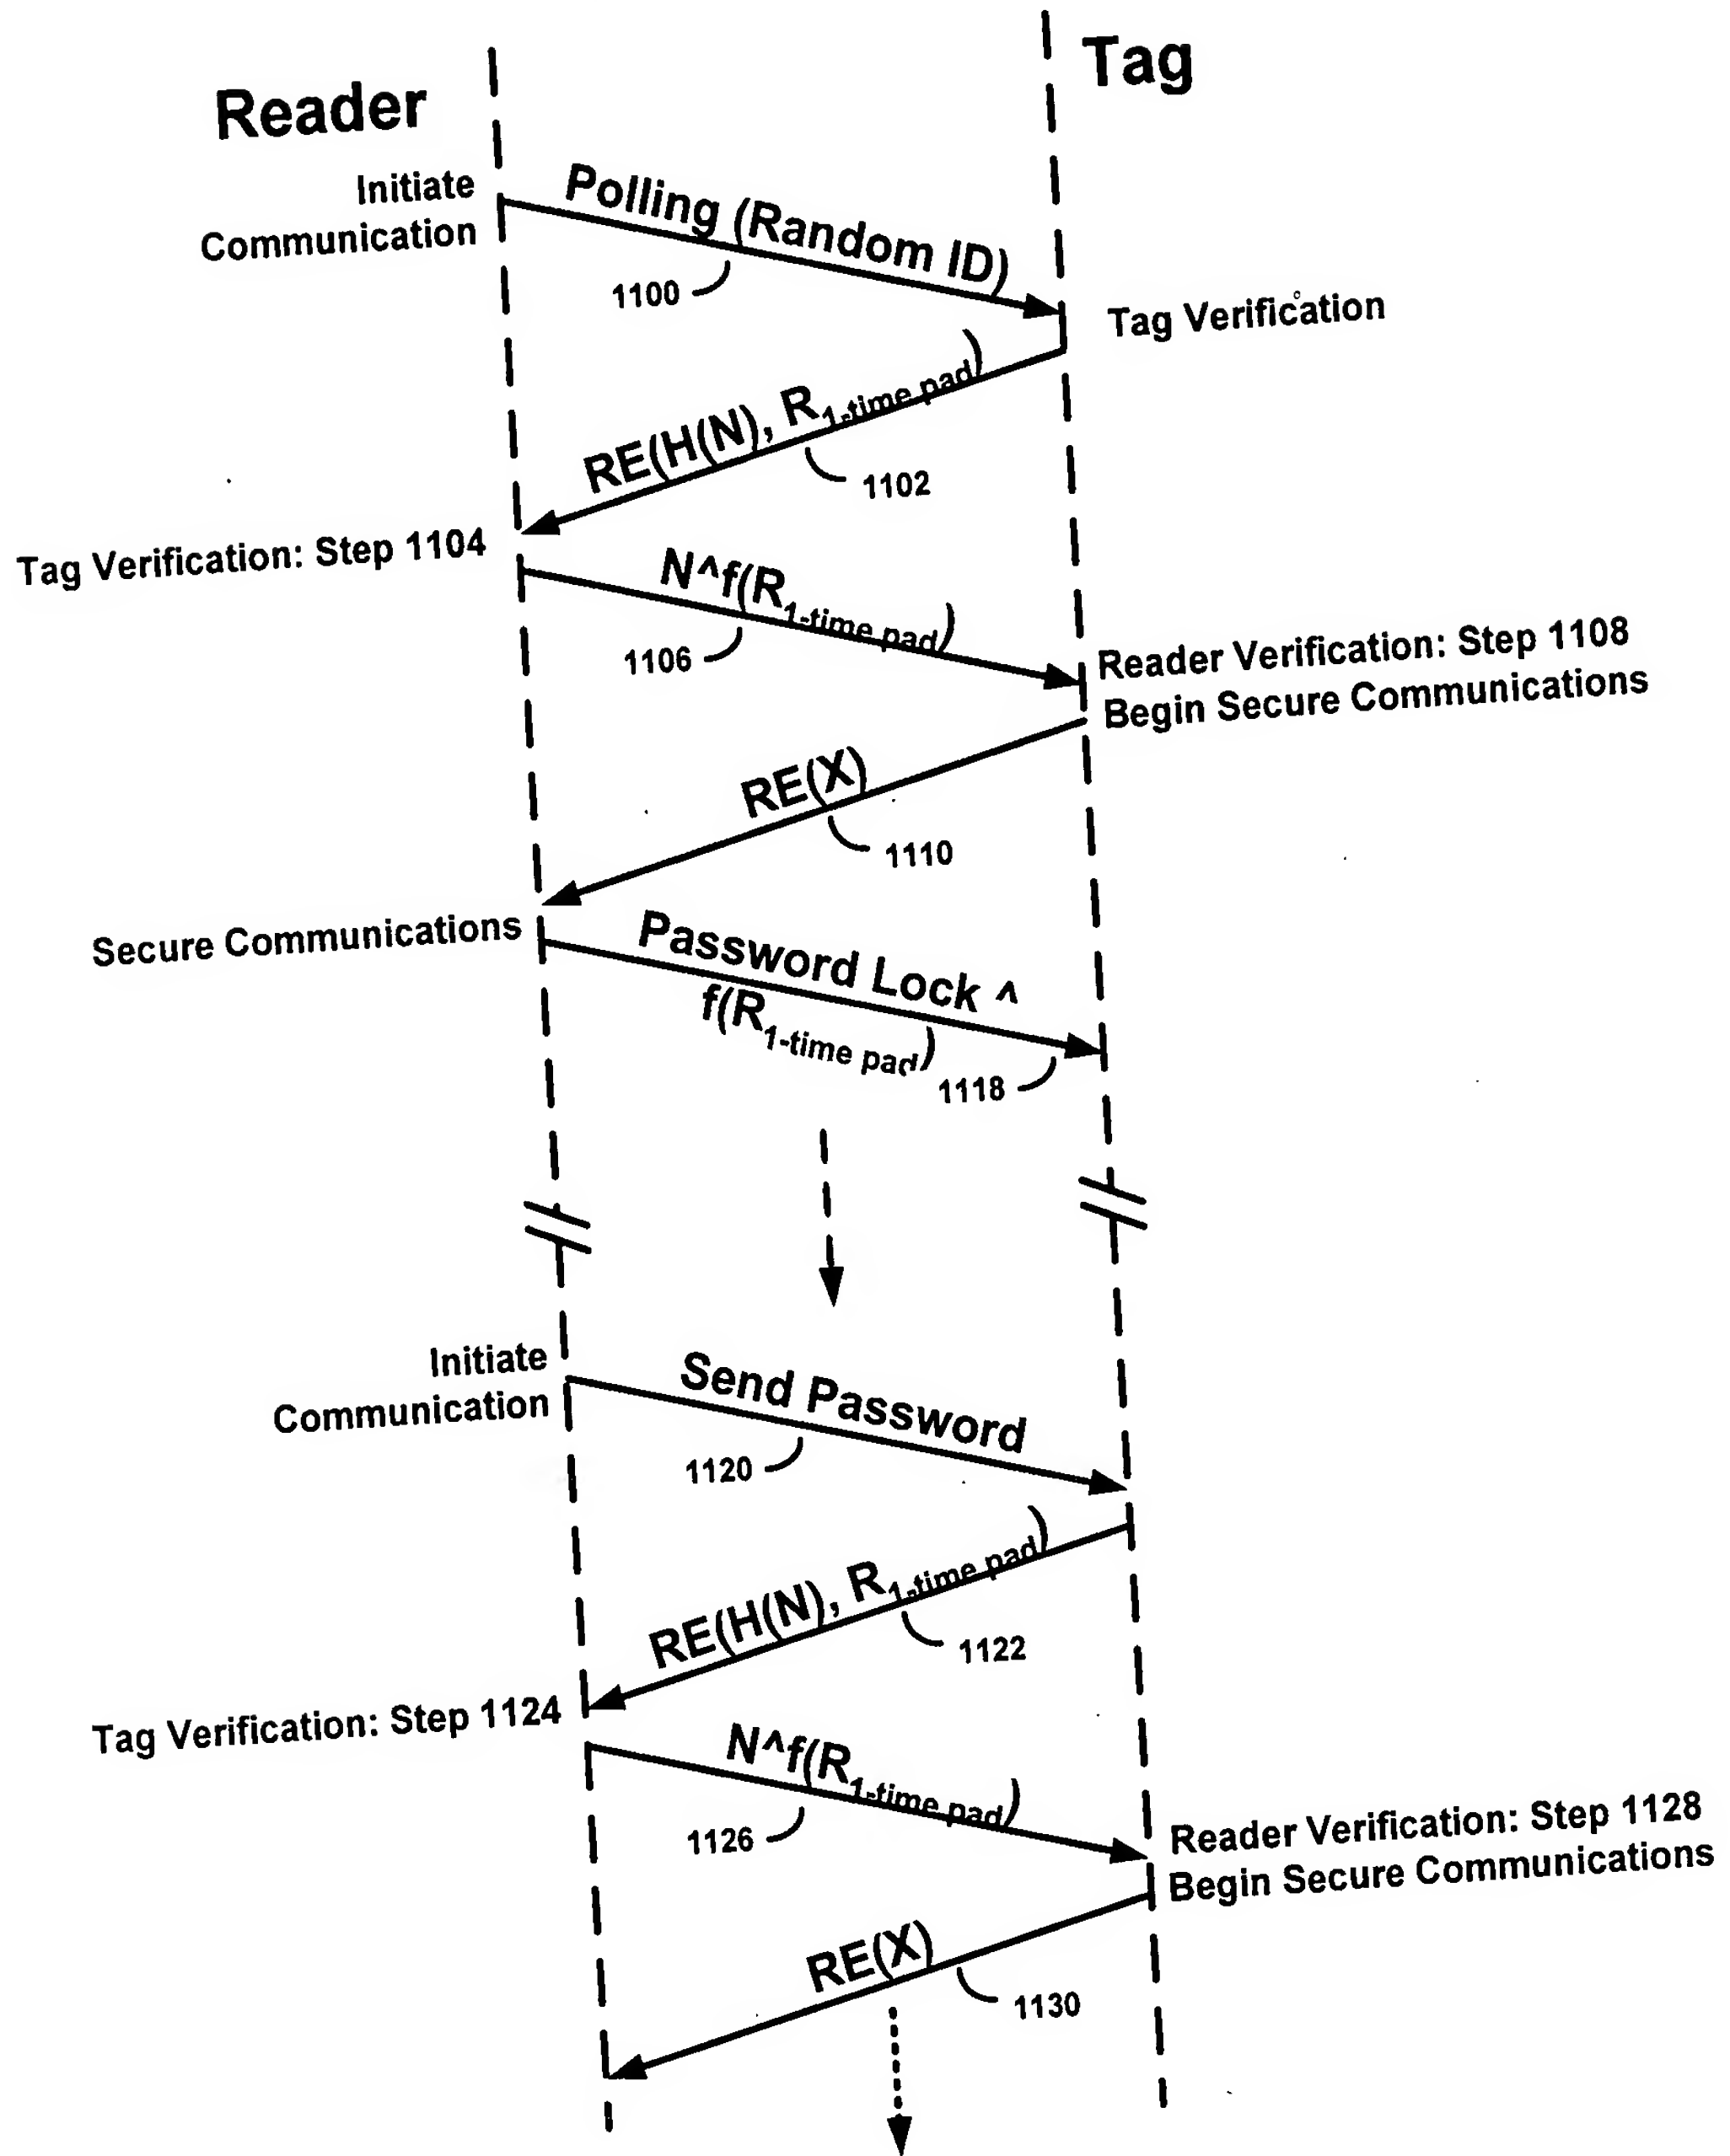 Reader
Tag
Initiate
Communication
Polling (Random ID)
1100
Tag Verification
RE(H(N), R1-time pad)
1102
Tag Verification: Step 1104
N^f(R1-time pad)
1106
Reader Verification: Step 1108
Begin Secure Communications
RE(X)
1110
Secure Communications
Password Lock ^
f(R1-time pad)
1118
Initiate
Communication
Send Password
1120
RE(H(N), R1-time pad)
1122
Tag Verification: Step 1124
N^f(R1-time pad)
1126
Reader Verification: Step 1128
Begin Secure Communications
RE(X)
1130